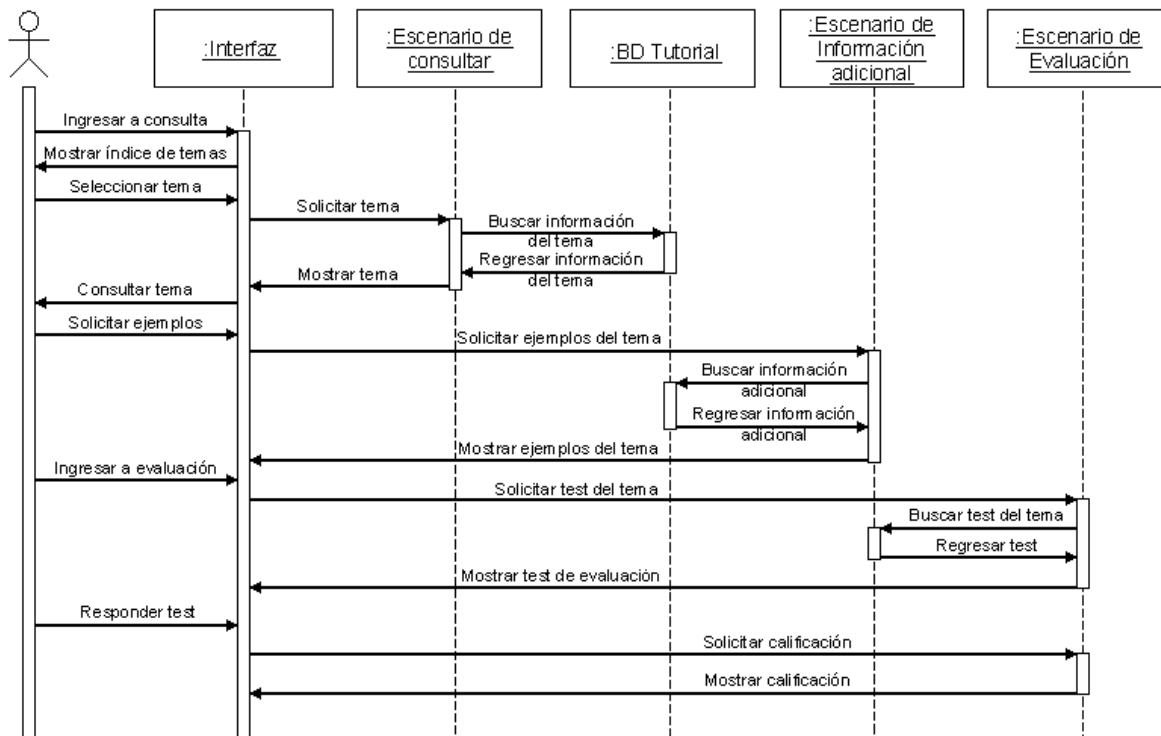 :Interfaz
:Escenario de
consultar
:BD Tutorial
:Escenario de
Información
adicional
:Escenario de
Evaluación
Ingresar a consulta
Mostrar índice de temas
Seleccionar tema
Solicitar tema
Buscar información
del tema
Regresar información
del tema
Mostrar tema
Consultar tema
Solicitar ejemplos
Solicitar ejemplos del tema
Buscar información
adicional
Regresar información
adicional
Mostrar ejemplos del tema
Ingresar a evaluación
Solicitar test del tema
Buscar test del tema
Regresar test
Mostrar test de evaluación
Responder test
Solicitar calificación
Mostrar calificación